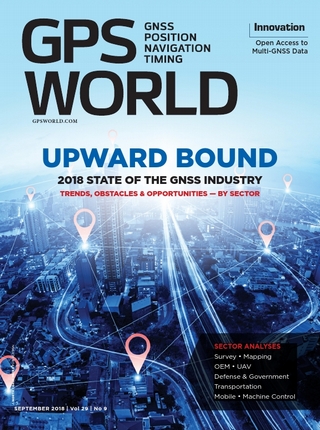 GPS
WORLD
GNSS
POSITION
NAVIGATION
TIMING
GPSWORLD.COM
Innovation
Open Access to
Multi-GNSS Data
UPWARD BOUND
2018 STATE OF THE GNSS INDUSTRY
TRENDS, OBSTACLES & OPPORTUNITIES — BY SECTOR
SECTOR ANALYSES
Survey • Mapping
OEM • UAV
Defense & Government
Transportation
Mobile • Machine Control
SEPTEMBER 2018 | Vol 29 | No 9